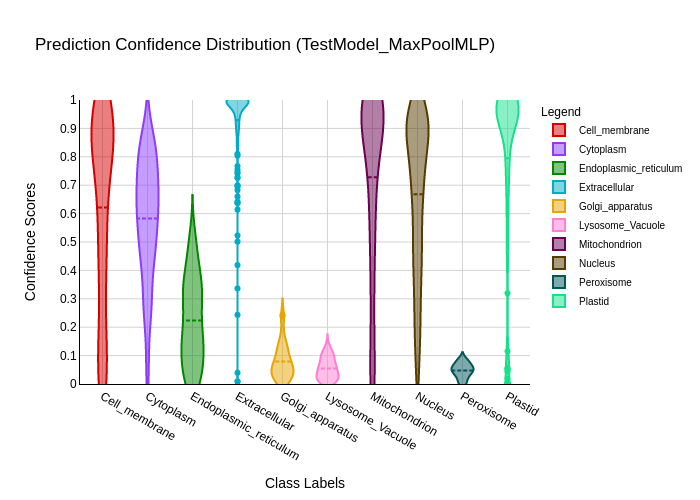 Prediction Confidence Distribution (TestModel_MaxPoolMLP)
1
0.9
0.8
0.7
0.6
0.5
0.4
0.3
0.2
0.1
0
Confidence Scores
Cell_membrane
Cytoplasm
Endoplasmic_reticulum
Extracellular
Golgi_apparatus
Lysosome_Vacuole
Mitochondrion
Nucleus
Peroxisome
Plastid
Class Labels
Legend
Cell_membrane
Cytoplasm
Endoplasmic_reticulum
Extracellular
Golgi_apparatus
Lysosome_Vacuole
Mitochondrion
Nucleus
Peroxisome
Plastid